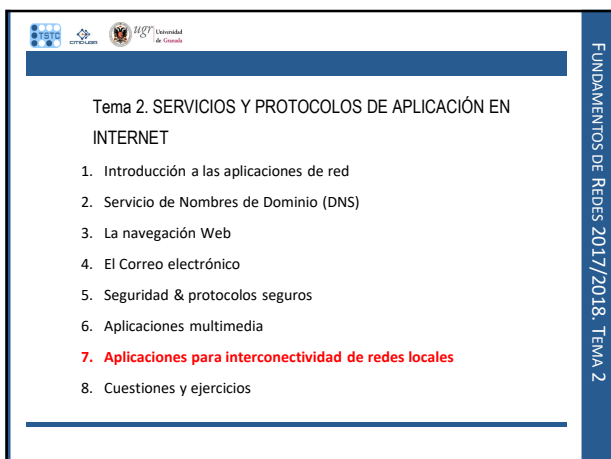 TSTC
CITIC-UGR
ugr
Universidad
de Granada
Tema 2. SERVICIOS Y PROTOCOLOS DE APLICACIÓN EN
INTERNET
1. Introducción a las aplicaciones de red
2. Servicio de Nombres de Dominio (DNS)
3. La navegación Web
4. El Correo electrónico
5. Seguridad & protocolos seguros
6. Aplicaciones multimedia
7. Aplicaciones para interconectividad de redes locales
8. Cuestiones y ejercicios
FUNDAMENTOS DE REDES 2017/2018. TEMA 2